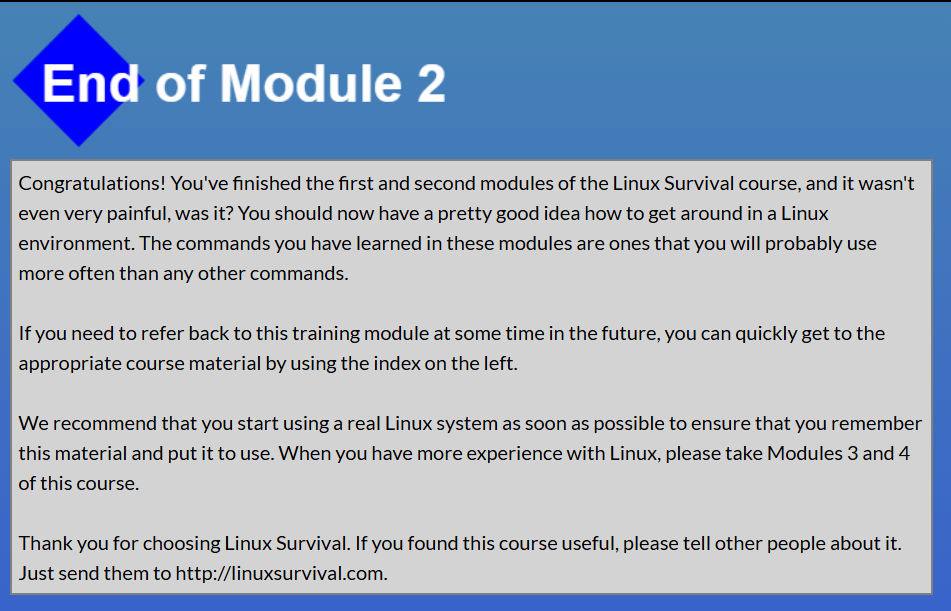 End of Module 2
Congratulations! You've finished the first and second modules of the Linux Survival course, and it wasn't
even very painful, was it? You should now have a pretty good idea how to get around in a Linux
environment. The commands you have learned in these modules are ones that you will probably use
more often than any other commands.
If you need to refer back to this training module at some time in the future, you can quickly get to the
appropriate course material by using the index on the left.
We recommend that you start using a real Linux system as soon as possible to ensure that you remember
this material and put it to use. When you have more experience with Linux, please take Modules 3 and 4
of this course.
Thank you for choosing Linux Survival. If you found this course useful, please tell other people about it.
Just send them to http://linuxsurvival.com.